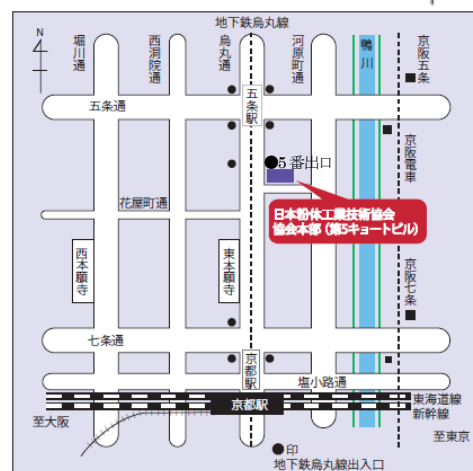 地下鉄烏丸線
N
堀川通
西洞院通
烏丸通
河原町通
鴨川
京阪五条
五条通
五条駅
京阪電車
5番出口
花屋町通
日本粉体工業技術協会
協会本部（第5キョートビル）
西本願寺
東本願寺
京阪七条
七条通
京都駅
塩小路通
京都駅
東海道線
新幹線
至大阪
至東京
●印
地下鉄烏丸線出入口